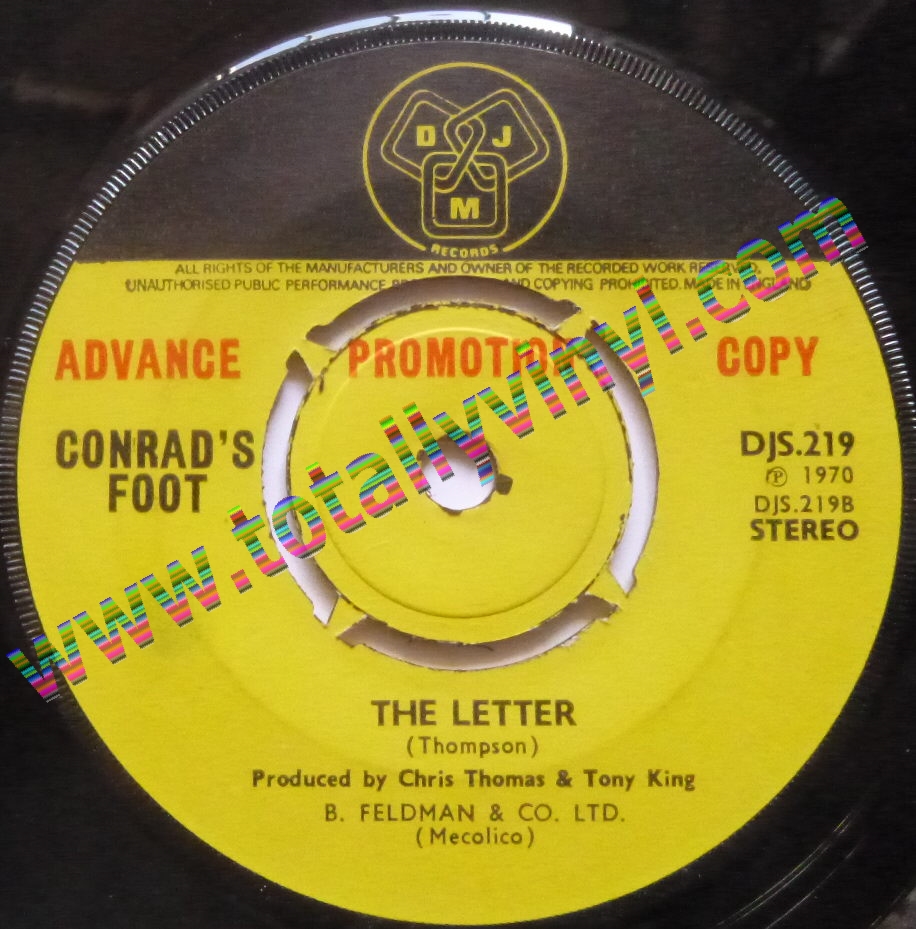 D J
M
RECORDS
ALL RIGHTS OF THE MANUFACTURERS AND OWNER OF THE RECORDED WORK
UNAUTHORISED PUBLIC PERFORMANCE AND COPYING PROHIBITED. MADE IN ENGLAND
ADVANCE PROMOTION COPY
CONRAD'S
FOOT
DJS.219
℗ 1970
DJS.219B
STEREO
www.totallyvinyl.com
THE LETTER
(Thompson)
Produced by Chris Thomas & Tony King
B. FELDMAN & CO. LTD.
(Mecolico)